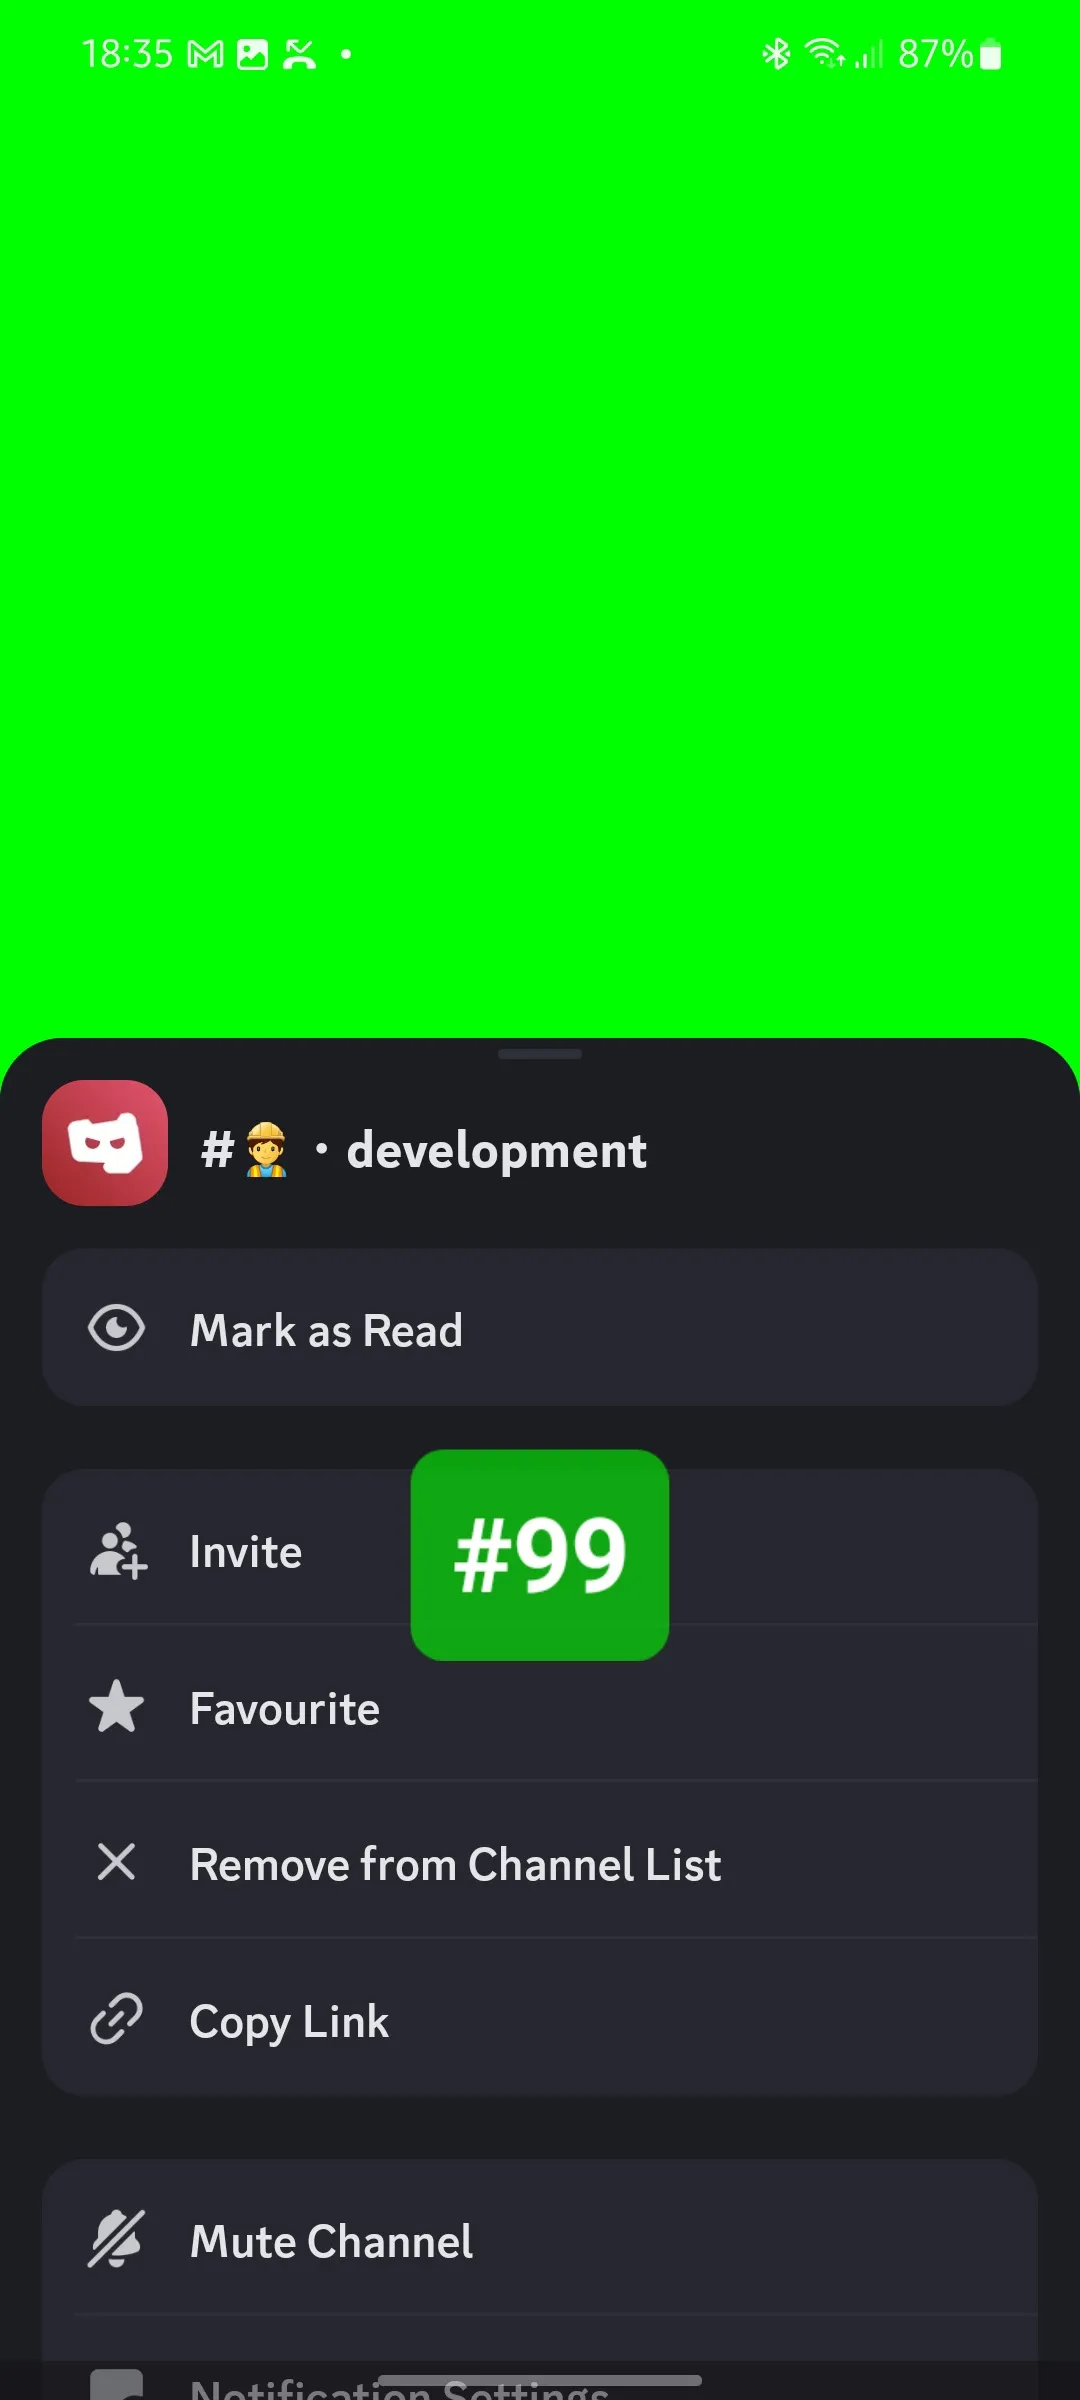 18:35 87%
#👷 • development
Mark as Read
#99
Invite
Favourite
Remove from Channel List
Copy Link
Mute Channel
Notification Settings